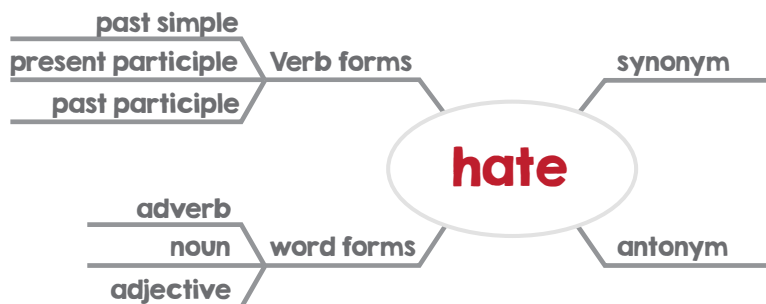 past simple
present participle
past participle
Verb forms
synonym
hate
adverb
noun
adjective
word forms
antonym